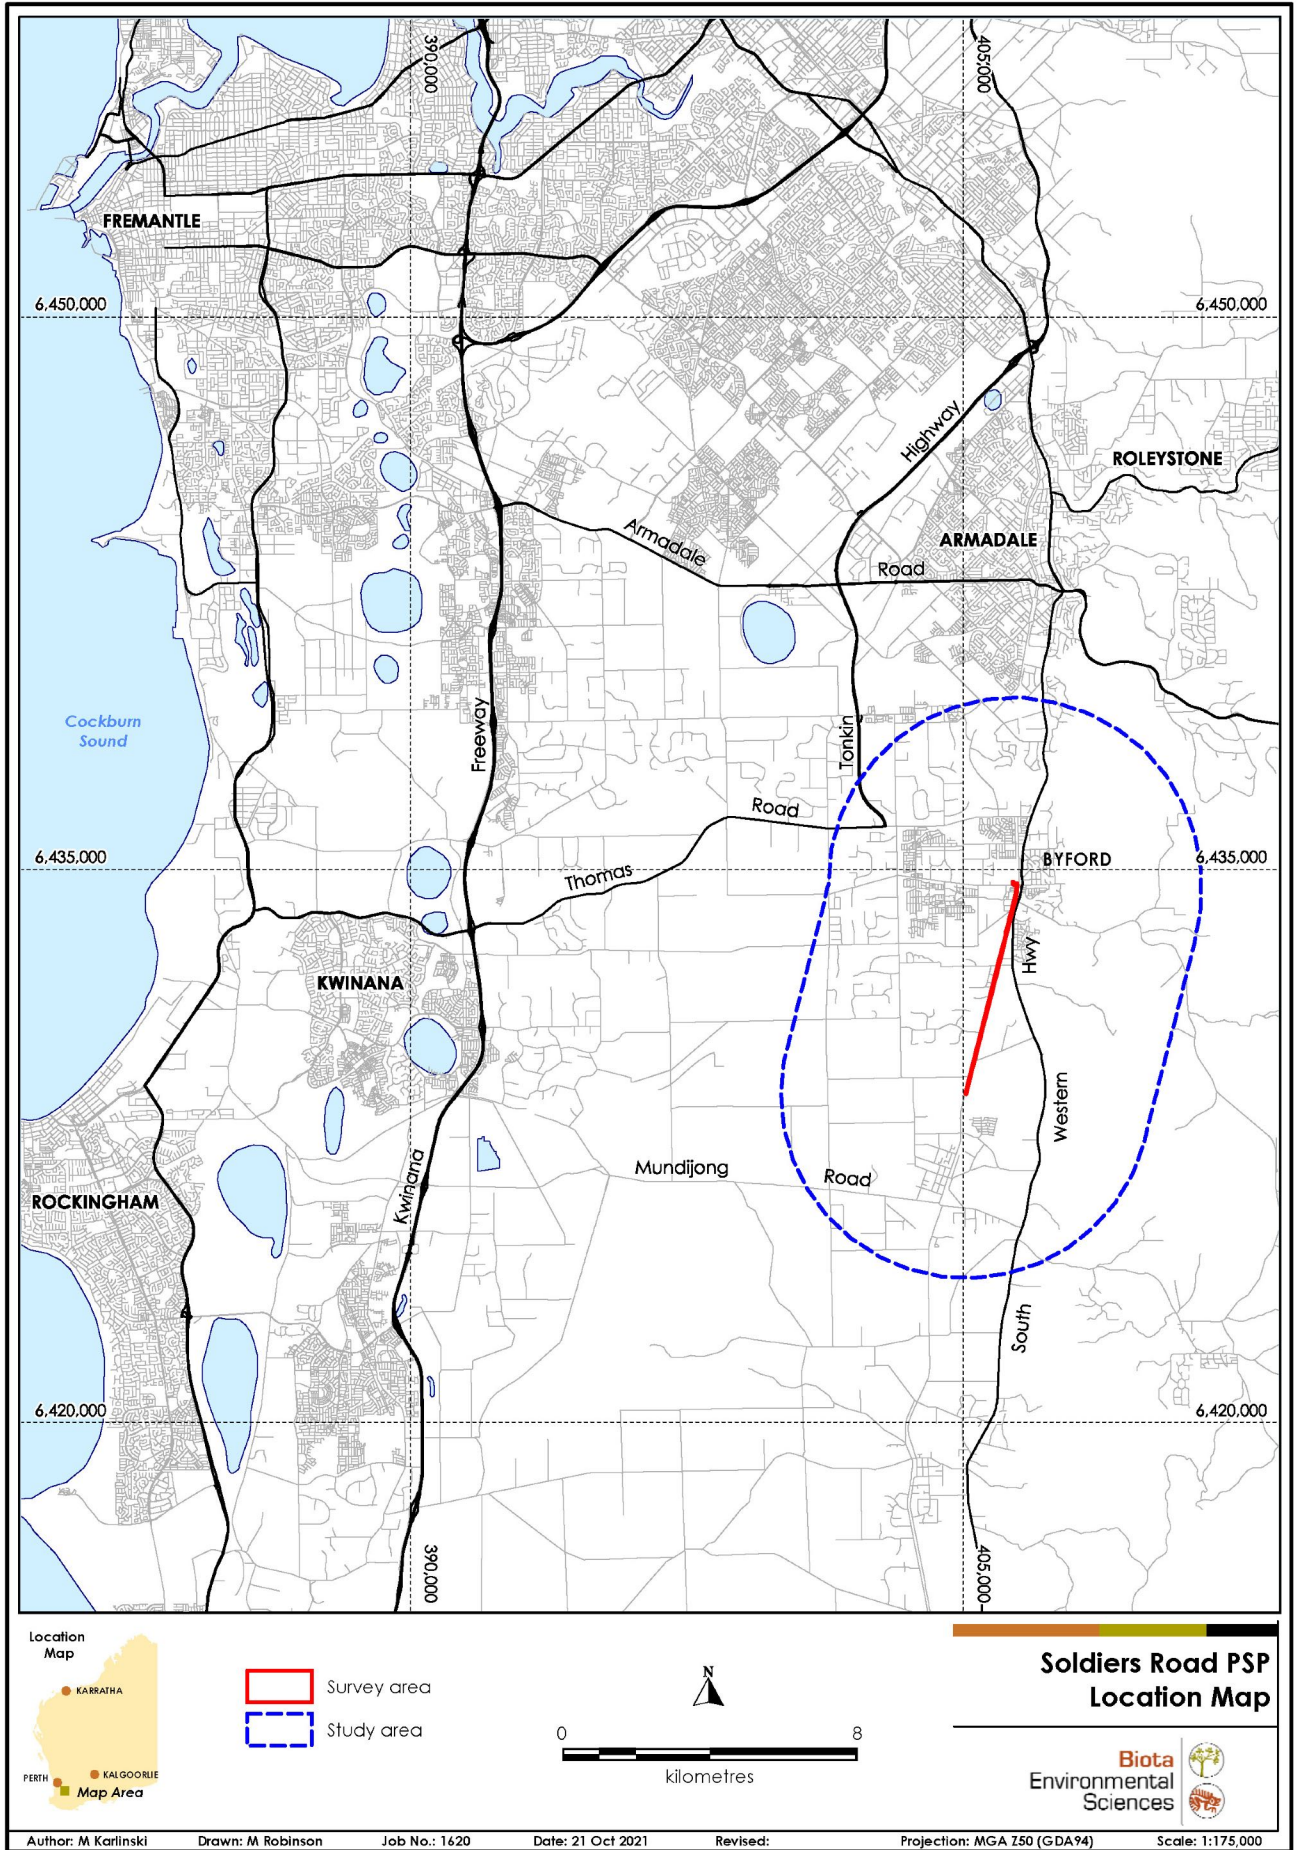 390,000
405,000
FREMANTLE
6,450,000
6,450,000
Highway
ROLEYSTONE
Armadale
Road
ARMADALE
Cockburn
Sound
Freeway
Tonkin
Road
Thomas
6,435,000
6,435,000
BYFORD
Hwy
KWINANA
Western
Mundijong
Road
Kwinana
ROCKINGHAM
South
6,420,000
6,420,000
390,000
405,000
Location
Map
KARRATHA
PERTH
KALGOORLIE
Map Area
Survey area
Study area
N
0
8
kilometres
Soldiers Road PSP
Location Map
Biota
Environmental
Sciences
Author: M Karlinski Drawn: M Robinson Job No.: 1620 Date: 21 Oct 2021 Revised: Projection: MGA Z50 (GDA94) Scale: 1:175,000